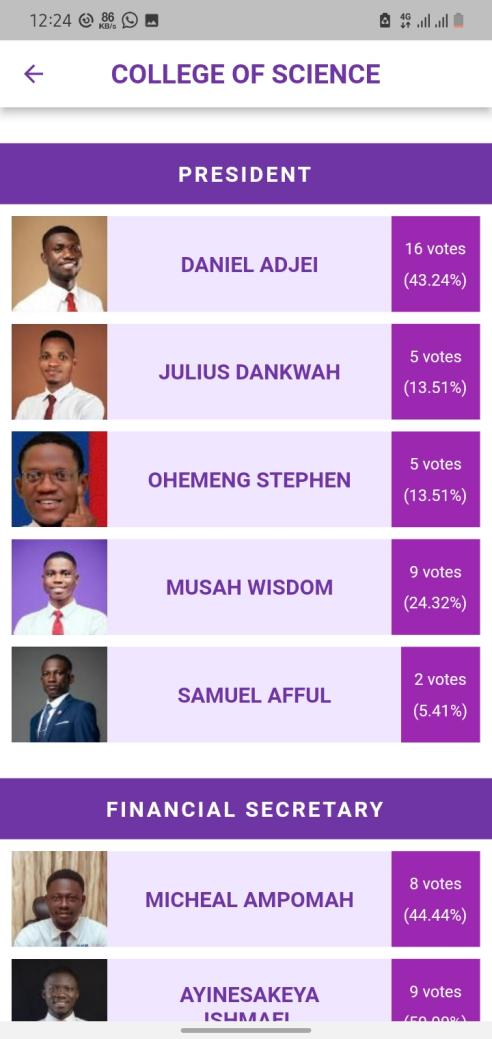 12:24 86 KB/s 4G
COLLEGE OF SCIENCE
PRESIDENT
DANIEL ADJEI
16 votes
(43.24%)
JULIUS DANKWAH
5 votes
(13.51%)
OHEMENG STEPHEN
5 votes
(13.51%)
MUSAH WISDOM
9 votes
(24.32%)
SAMUEL AFFUL
2 votes
(5.41%)
FINANCIAL SECRETARY
MICHEAL AMPOMAH
8 votes
(44.44%)
AYINESAKEYA
ISHMAEL
9 votes